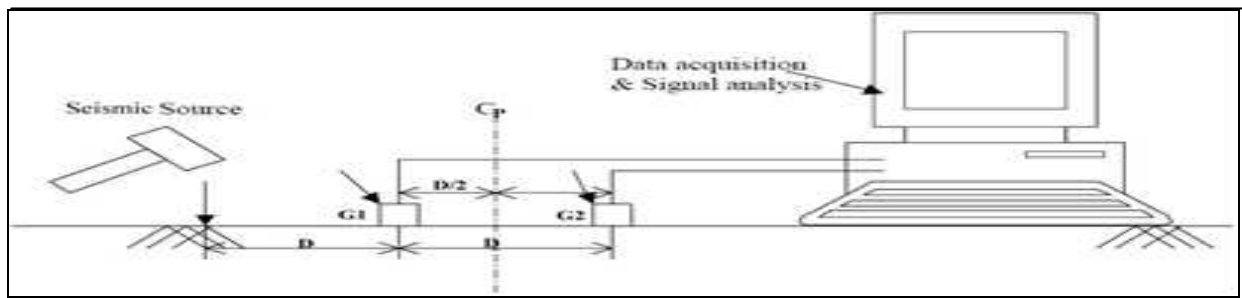 Data acquisition
& Signal analysis
Seismic Source
CP
D/2
G1
G2
D
D